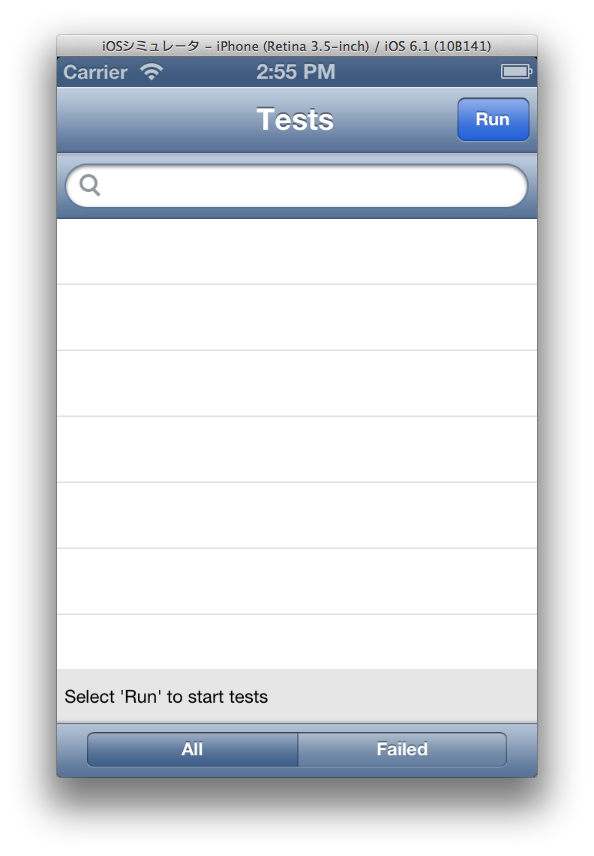 iOSシミュレータ – iPhone (Retina 3.5-inch) / iOS 6.1 (10B141)
Carrier 2:55 PM
Tests Run
Select 'Run' to start tests
All Failed